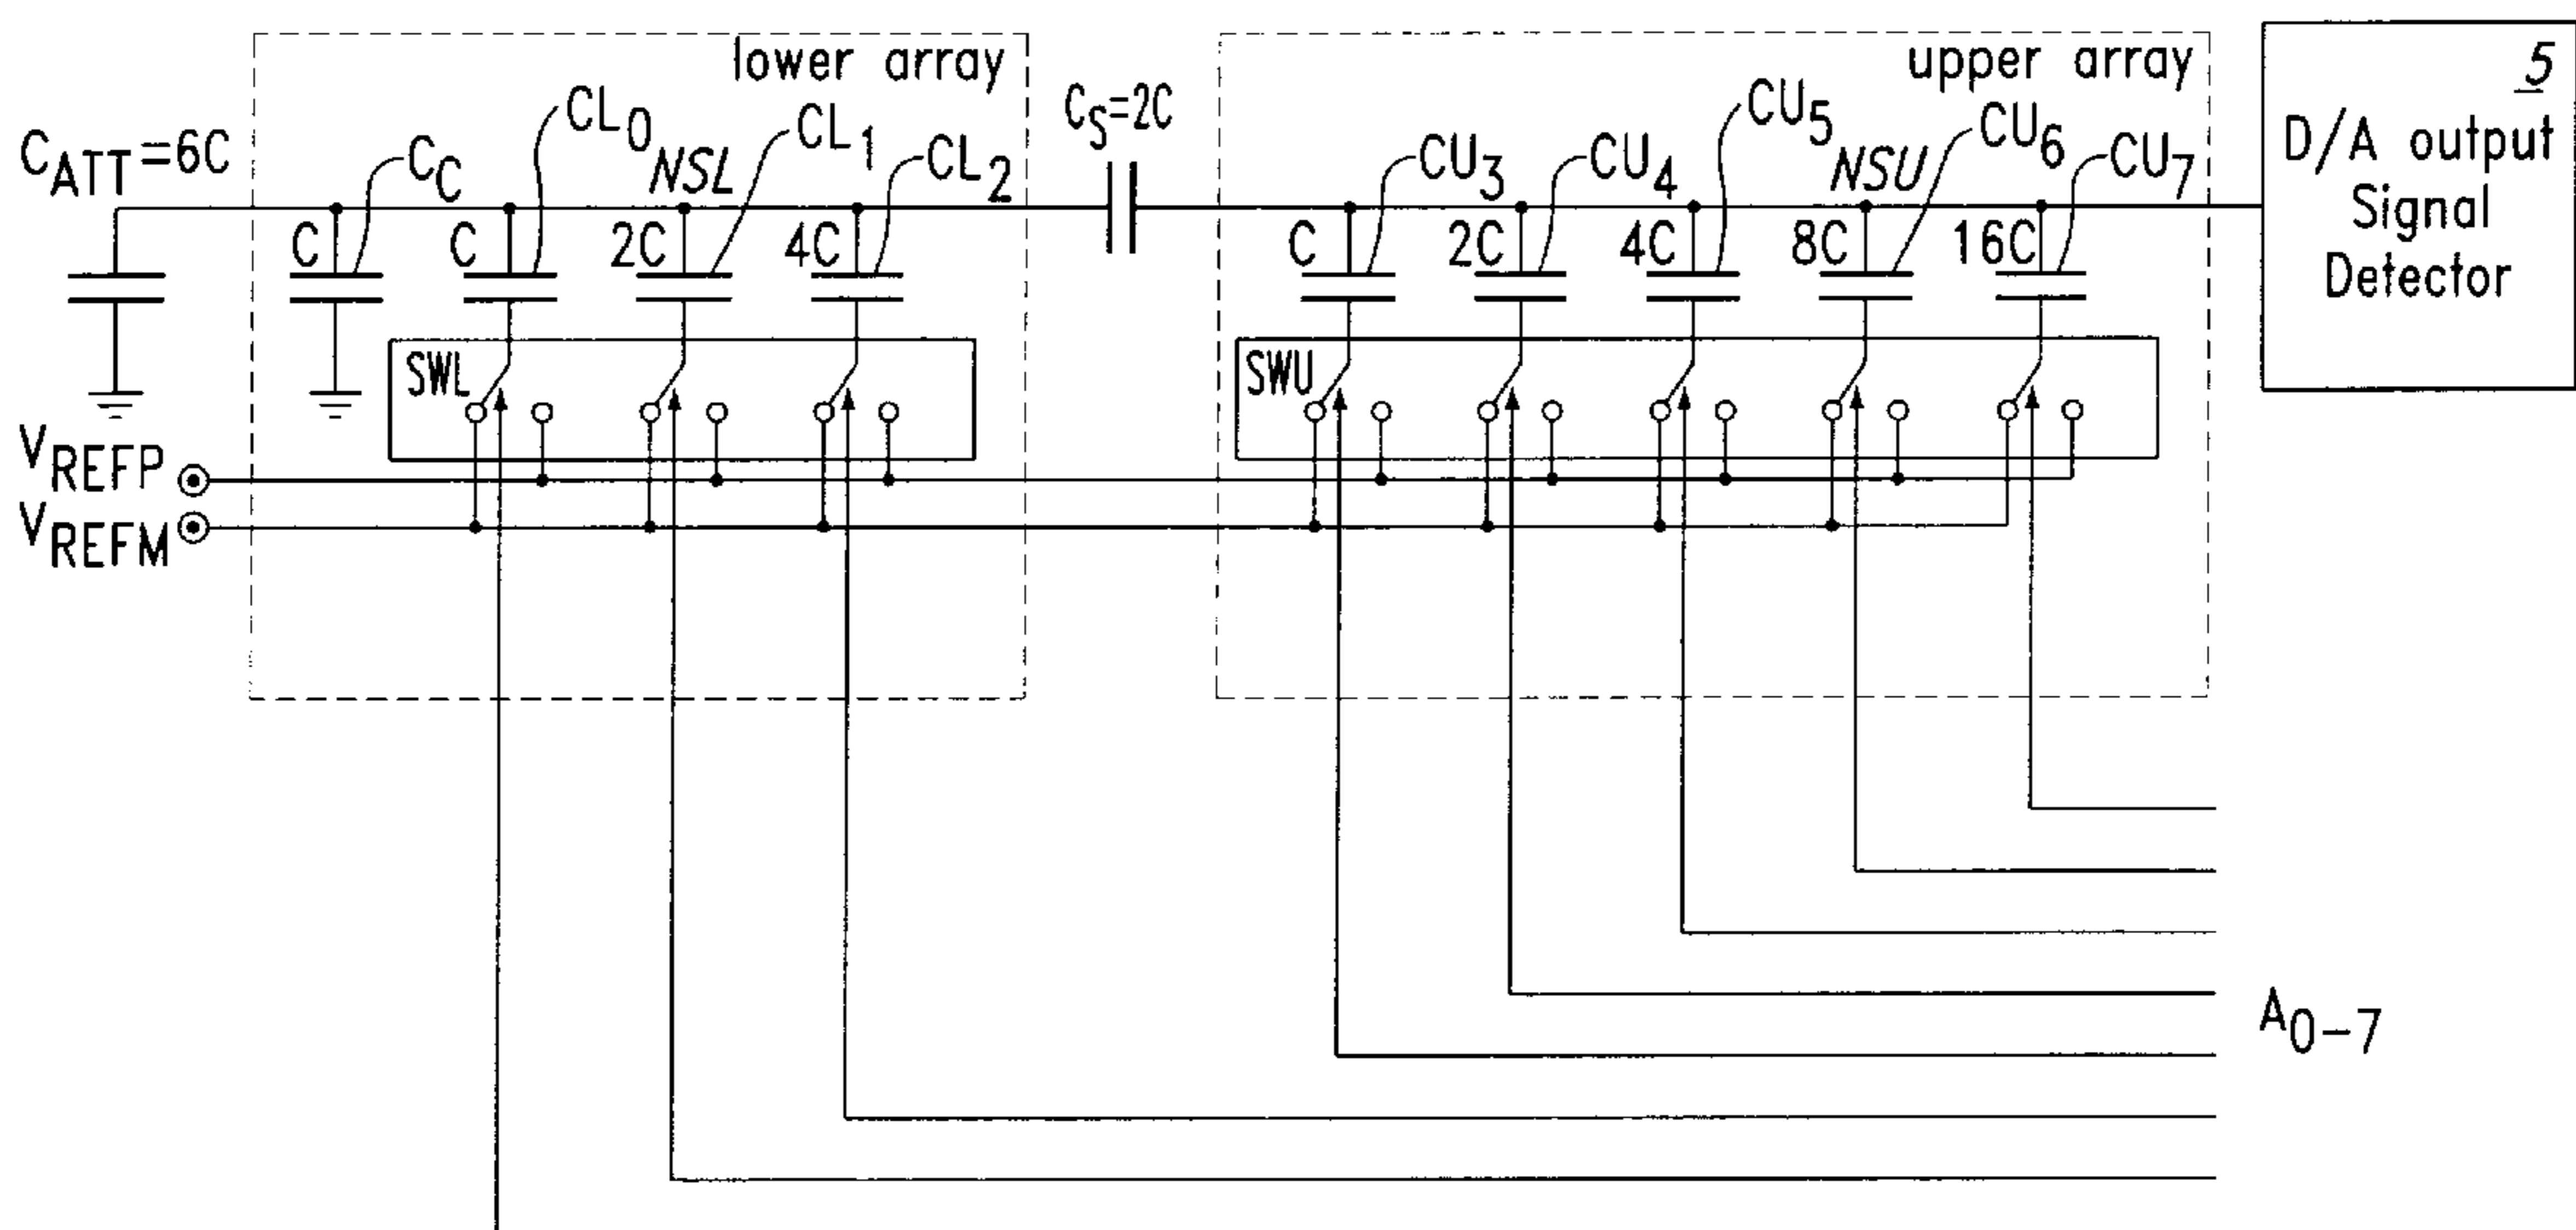 lower array
upper array
5
D/A output
Signal
Detector
C_ATT=6C
C_C
CL_0
NSL
CL_1
CL_2
C_S=2C
CU_3
CU_4
CU_5
NSU
CU_6
CU_7
C
C
2C
4C
C
2C
4C
8C
16C
SWL
SWU
V_REFP
V_REFM
A_0-7